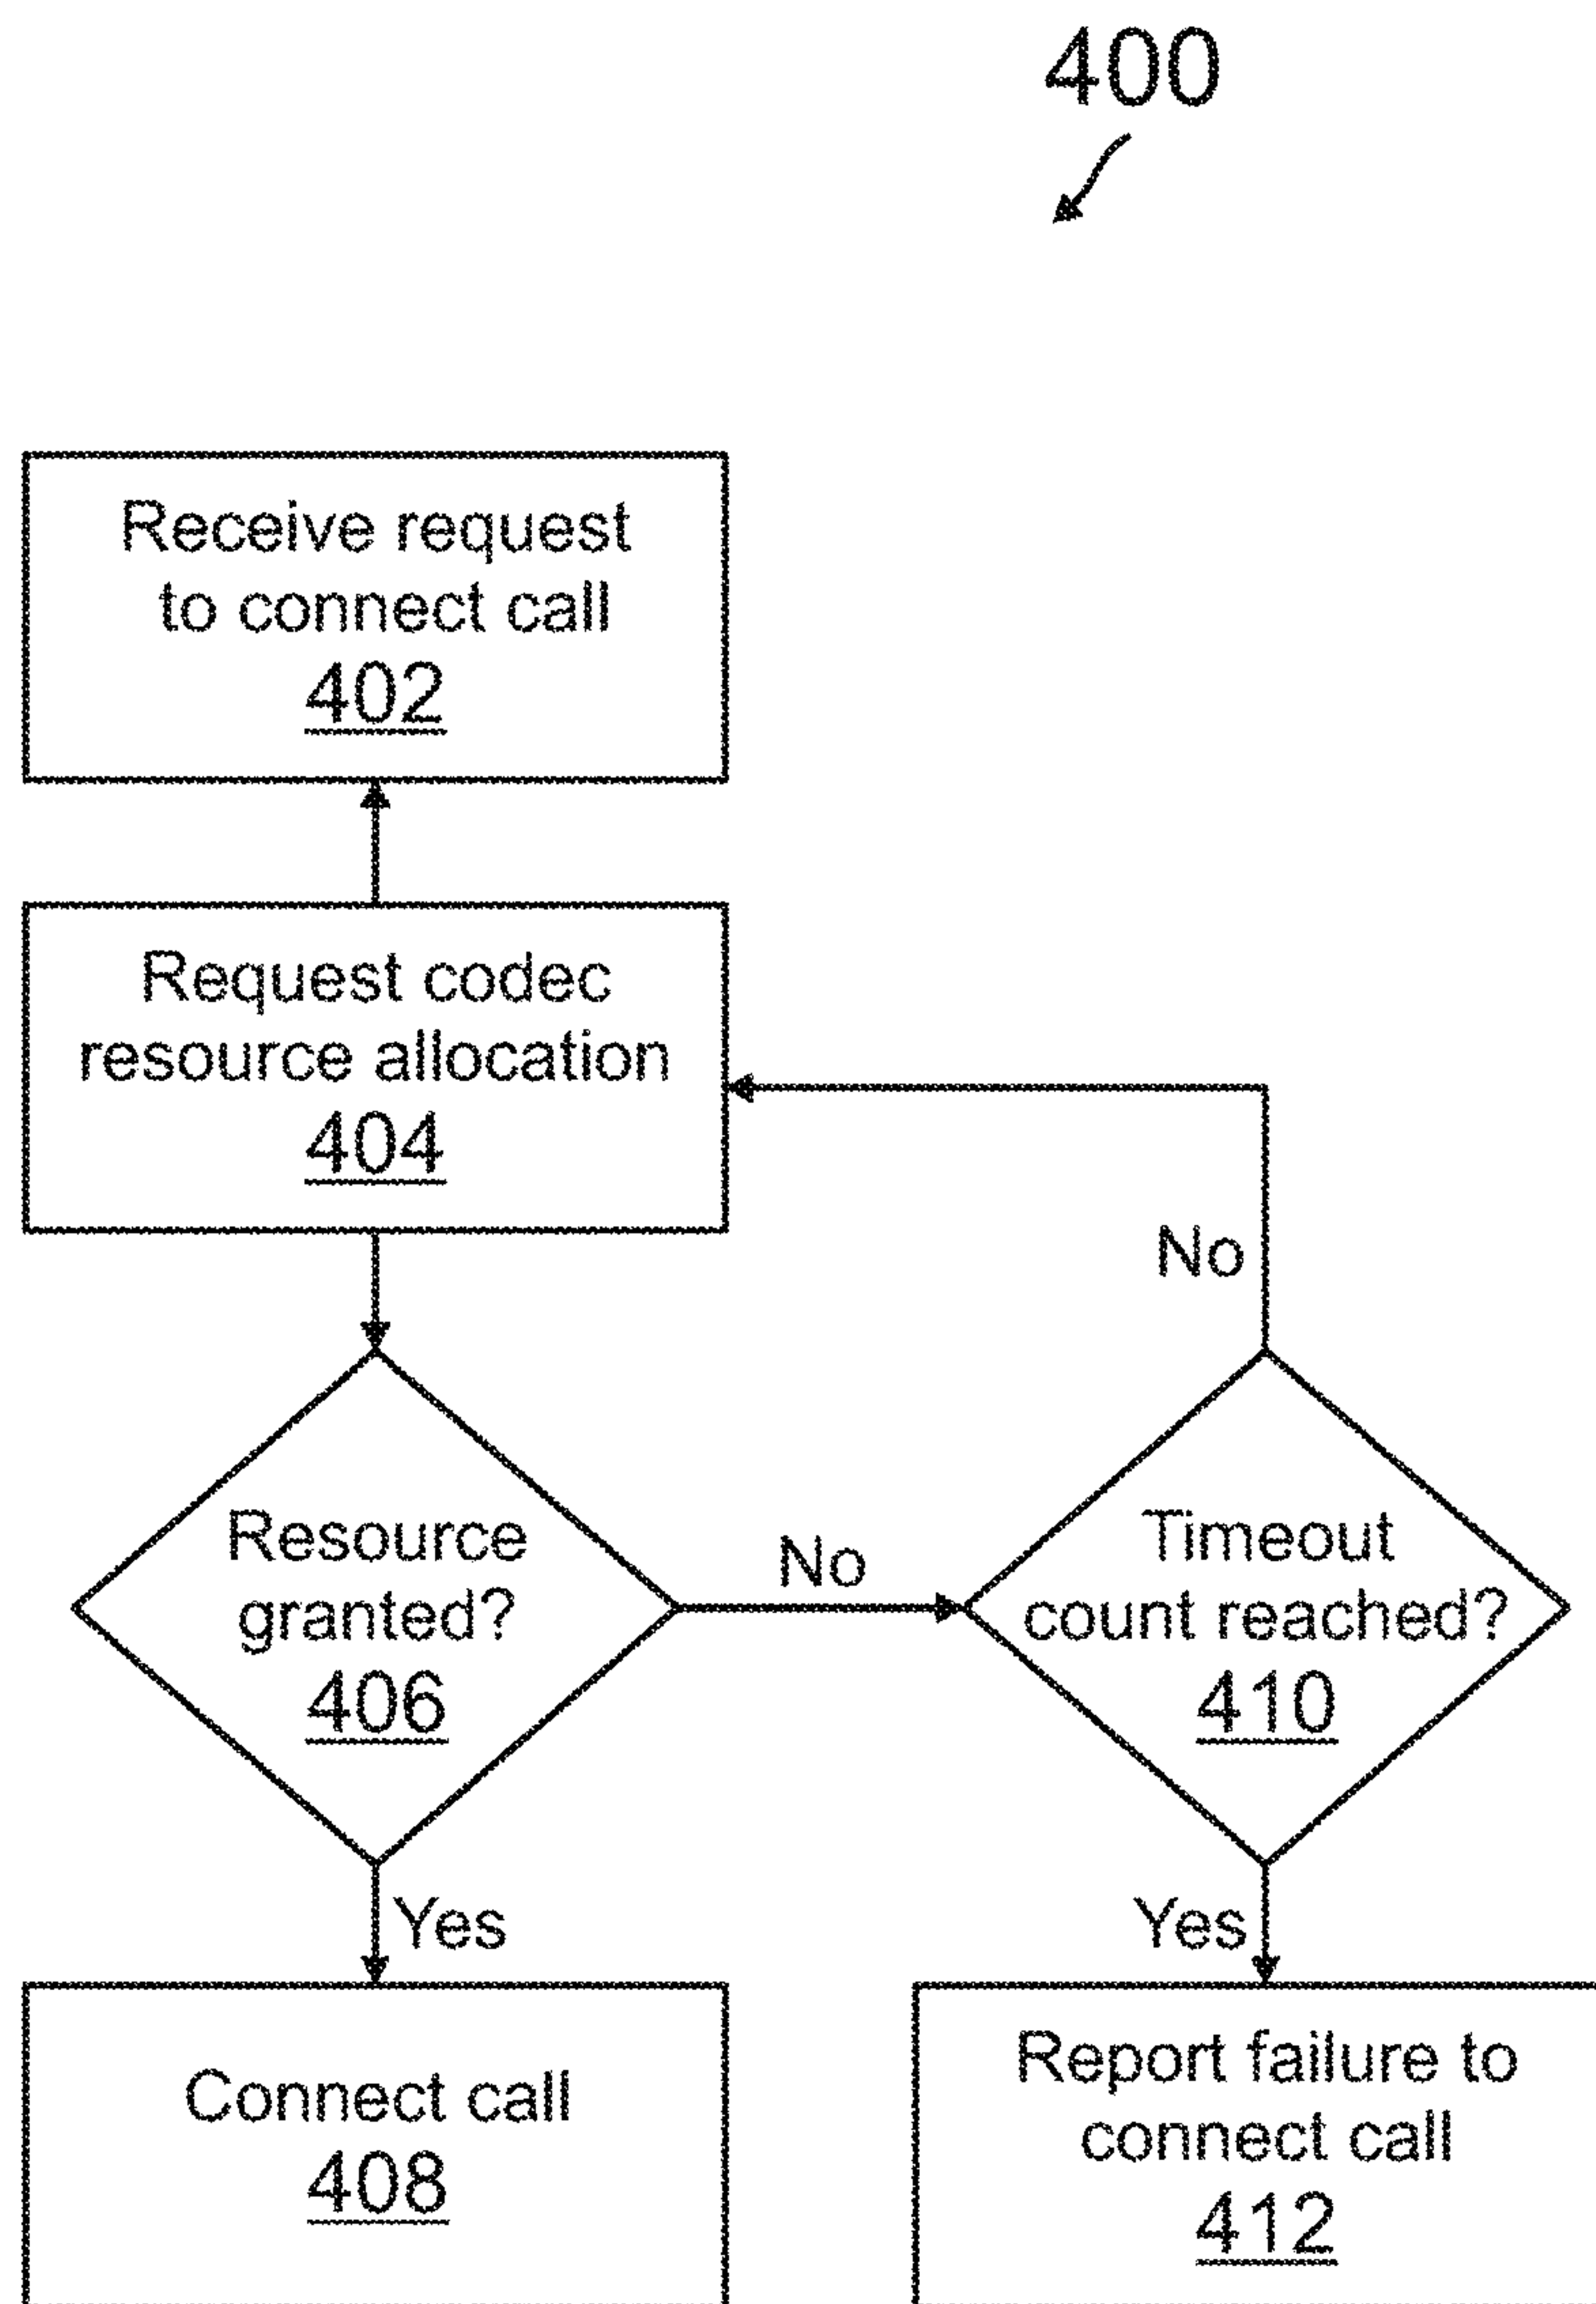 400
Receive request
to connect call
402
Request codec
resource allocation
404
No
Resource
granted?
406
No
Timeout
count reached?
410
Yes
Yes
Connect call
408
Report failure to
connect call
412